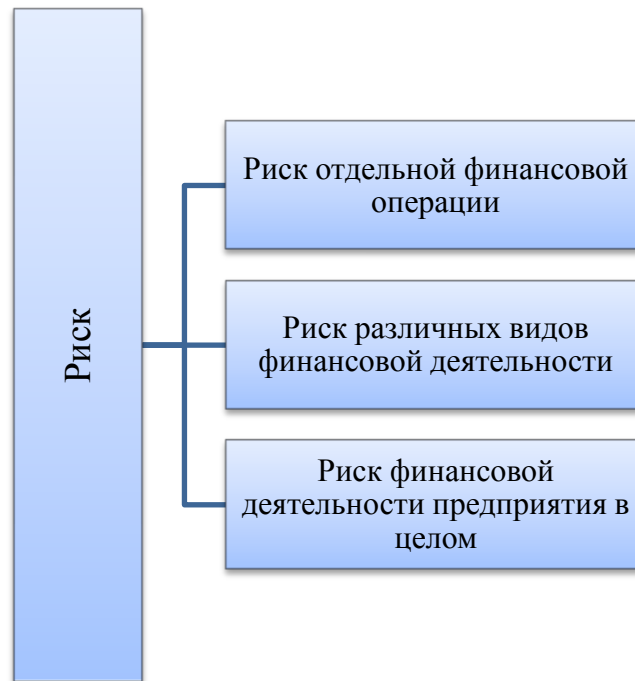 Риск
Риск отдельной финансовой
операции
Риск различных видов
финансовой деятельности
Риск финансовой
деятельности предприятия в
целом